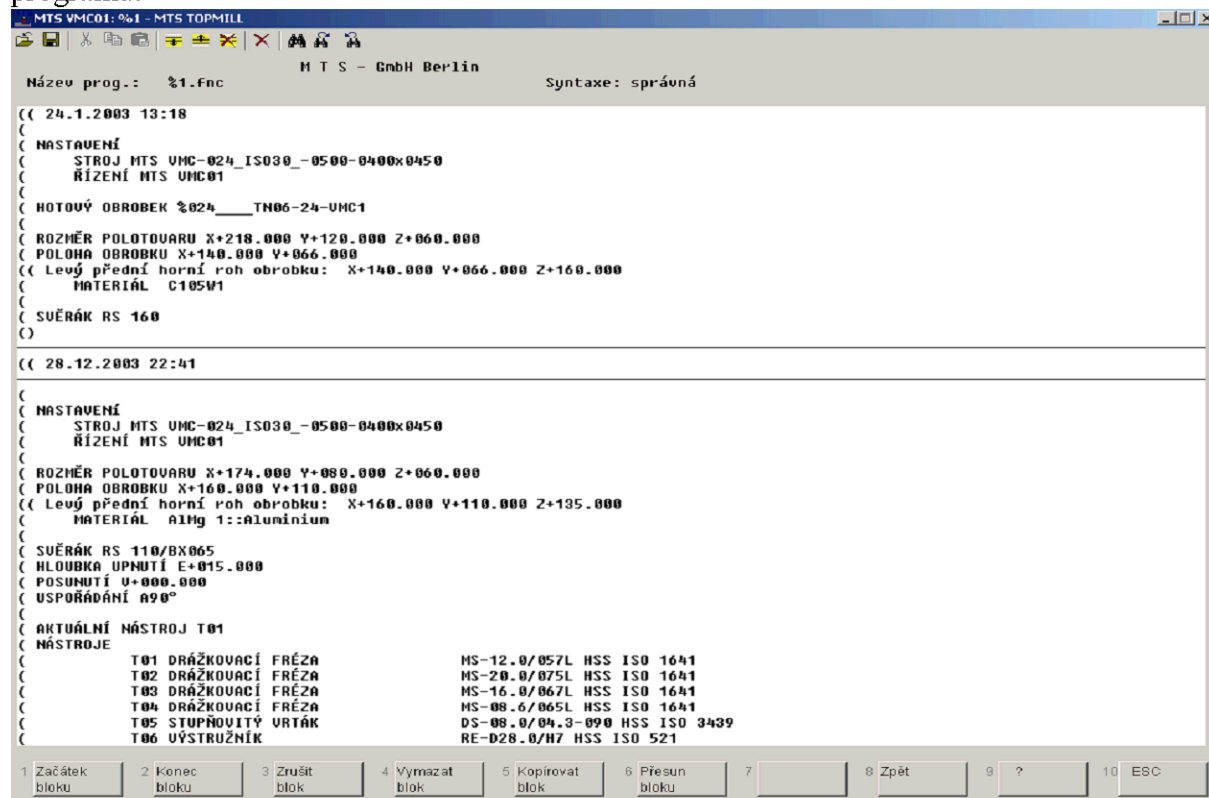 programu.
MTS VMC01: %1 - MTS TOPMILL
M T S - GmbH Berlin
Název prog.: %1.fnc Syntaxe: správná
(( 24.1.2003 13:18
(
( NASTAVENÍ
( STROJ MTS VMC-024_ISO30_-0500-0400x0450
( ŘÍZENÍ MTS VMC01
(
( HOTOVÝ OBROBEK %024____TN06-24-VMC1
(
( ROZMĚR POLOTOVARU X+218.000 Y+120.000 Z+060.000
( POLOHA OBROBKU X+140.000 Y+066.000
(( Levý přední horní roh obrobku: X+140.000 Y+066.000 Z+160.000
( MATERIÁL C105W1
(
( SVĚRÁK RS 160
()
(( 28.12.2003 22:41
(
( NASTAVENÍ
( STROJ MTS VMC-024_ISO30_-0500-0400x0450
( ŘÍZENÍ MTS VMC01
(
( ROZMĚR POLOTOVARU X+174.000 Y+080.000 Z+060.000
( POLOHA OBROBKU X+160.000 Y+110.000
(( Levý přední horní roh obrobku: X+160.000 Y+110.000 Z+135.000
( MATERIÁL AlMg 1::Aluminium
(
( SVĚRÁK RS 110/BX065
( HLOUBKA UPNUTÍ E+015.000
( POSUNUTÍ V+000.000
( USPOŘÁDÁNÍ A90°
(
( AKTUÁLNÍ NÁSTROJ T01
( NÁSTROJE
( T01 DRÁŽKOVACÍ FRÉZA MS-12.0/057L HSS ISO 1641
( T02 DRÁŽKOVACÍ FRÉZA MS-20.0/075L HSS ISO 1641
( T03 DRÁŽKOVACÍ FRÉZA MS-16.0/067L HSS ISO 1641
( T04 DRÁŽKOVACÍ FRÉZA MS-08.6/065L HSS ISO 1641
( T05 STUPŇOVITÝ VRTÁK DS-08.0/04.3-090 HSS ISO 3439
( T06 VÝSTRUŽNÍK RE-D28.0/H7 HSS ISO 521
1 Začátek bloku 2 Konec bloku 3 Zrušit blok 4 Vymazat blok 5 Kopírovat blok 6 Přesun bloku 7 8 Zpět 9 ? 10 ESC